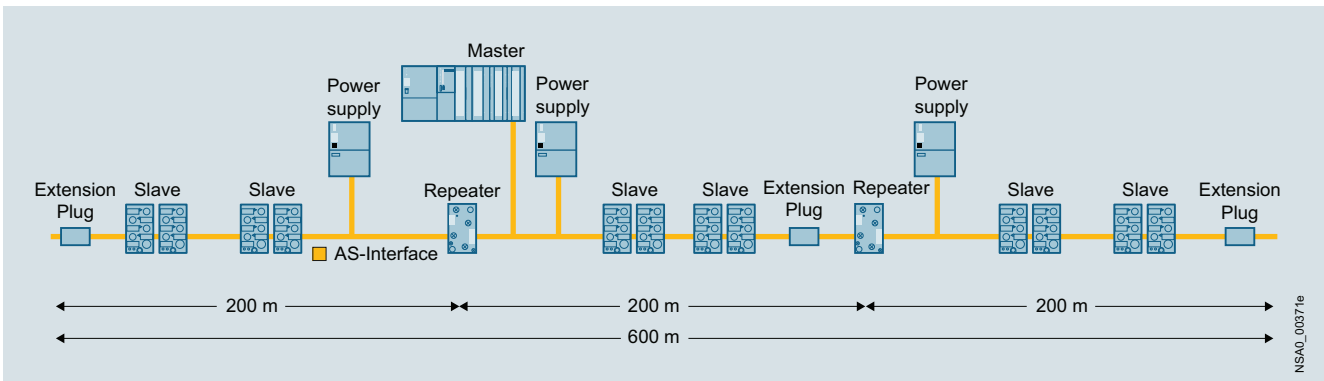 Master
Power
supply
Power
supply
Power
supply
Extension
Plug
Slave
Slave
Repeater
Slave
Slave
Extension
Plug
Repeater
Slave
Slave
Extension
Plug
AS-Interface
200 m
200 m
200 m
600 m
NSA0_00371e